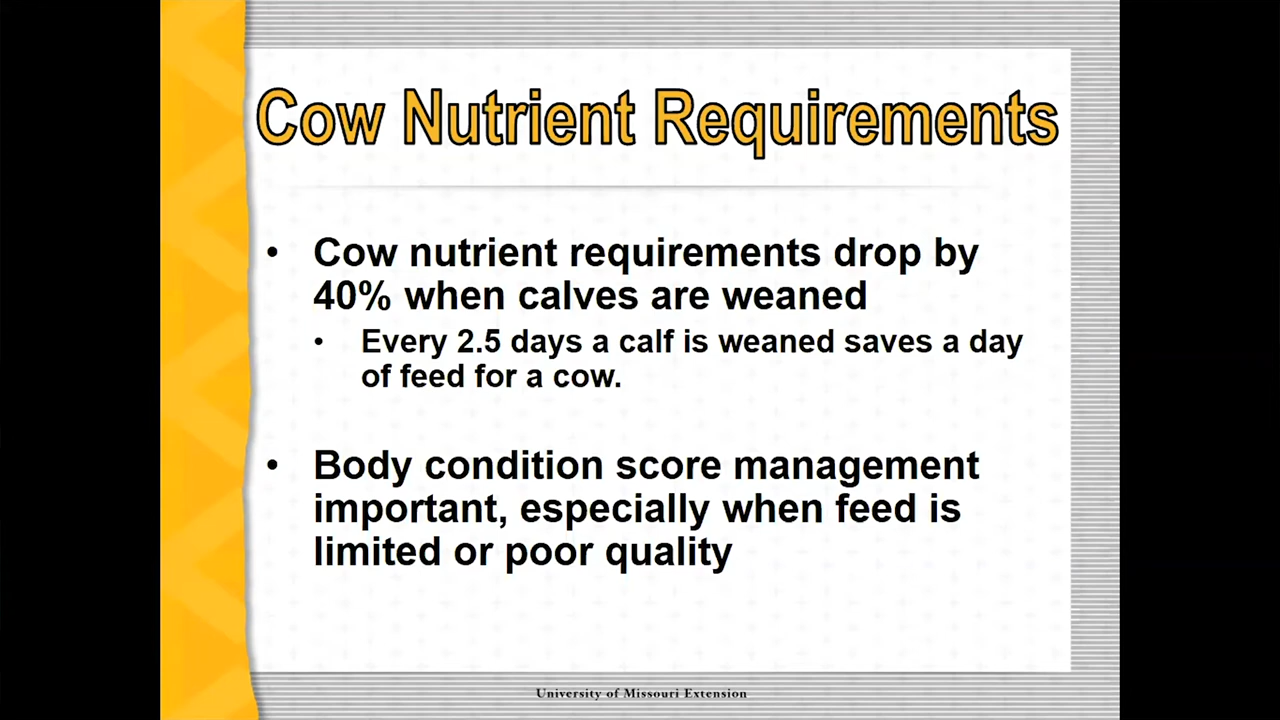 Cow Nutrient Requirements
• Cow nutrient requirements drop by
40% when calves are weaned
• Every 2.5 days a calf is weaned saves a day
of feed for a cow.
• Body condition score management
important, especially when feed is
limited or poor quality
University of Missouri Extension